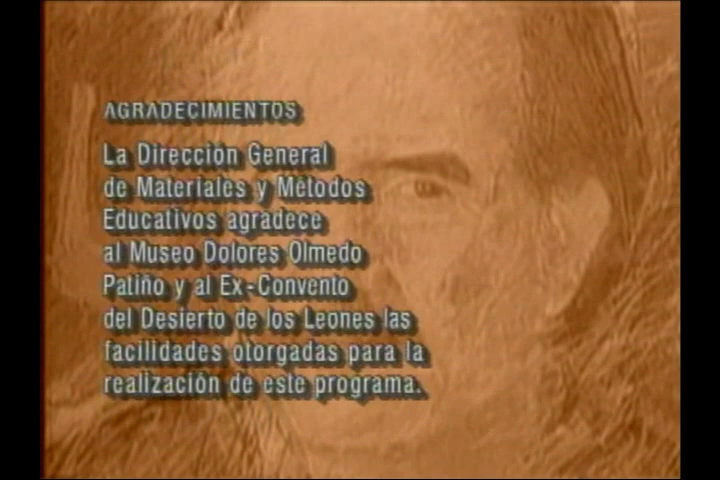 AGRADECIMIENTOS
La Dirección General
de Materiales y Métodos
Educativos agradece
al Museo Dolores Olmedo
Patiño y al Ex-Convento
del Desierto de los Leones las
facilidades otorgadas para la
realización de este programa.